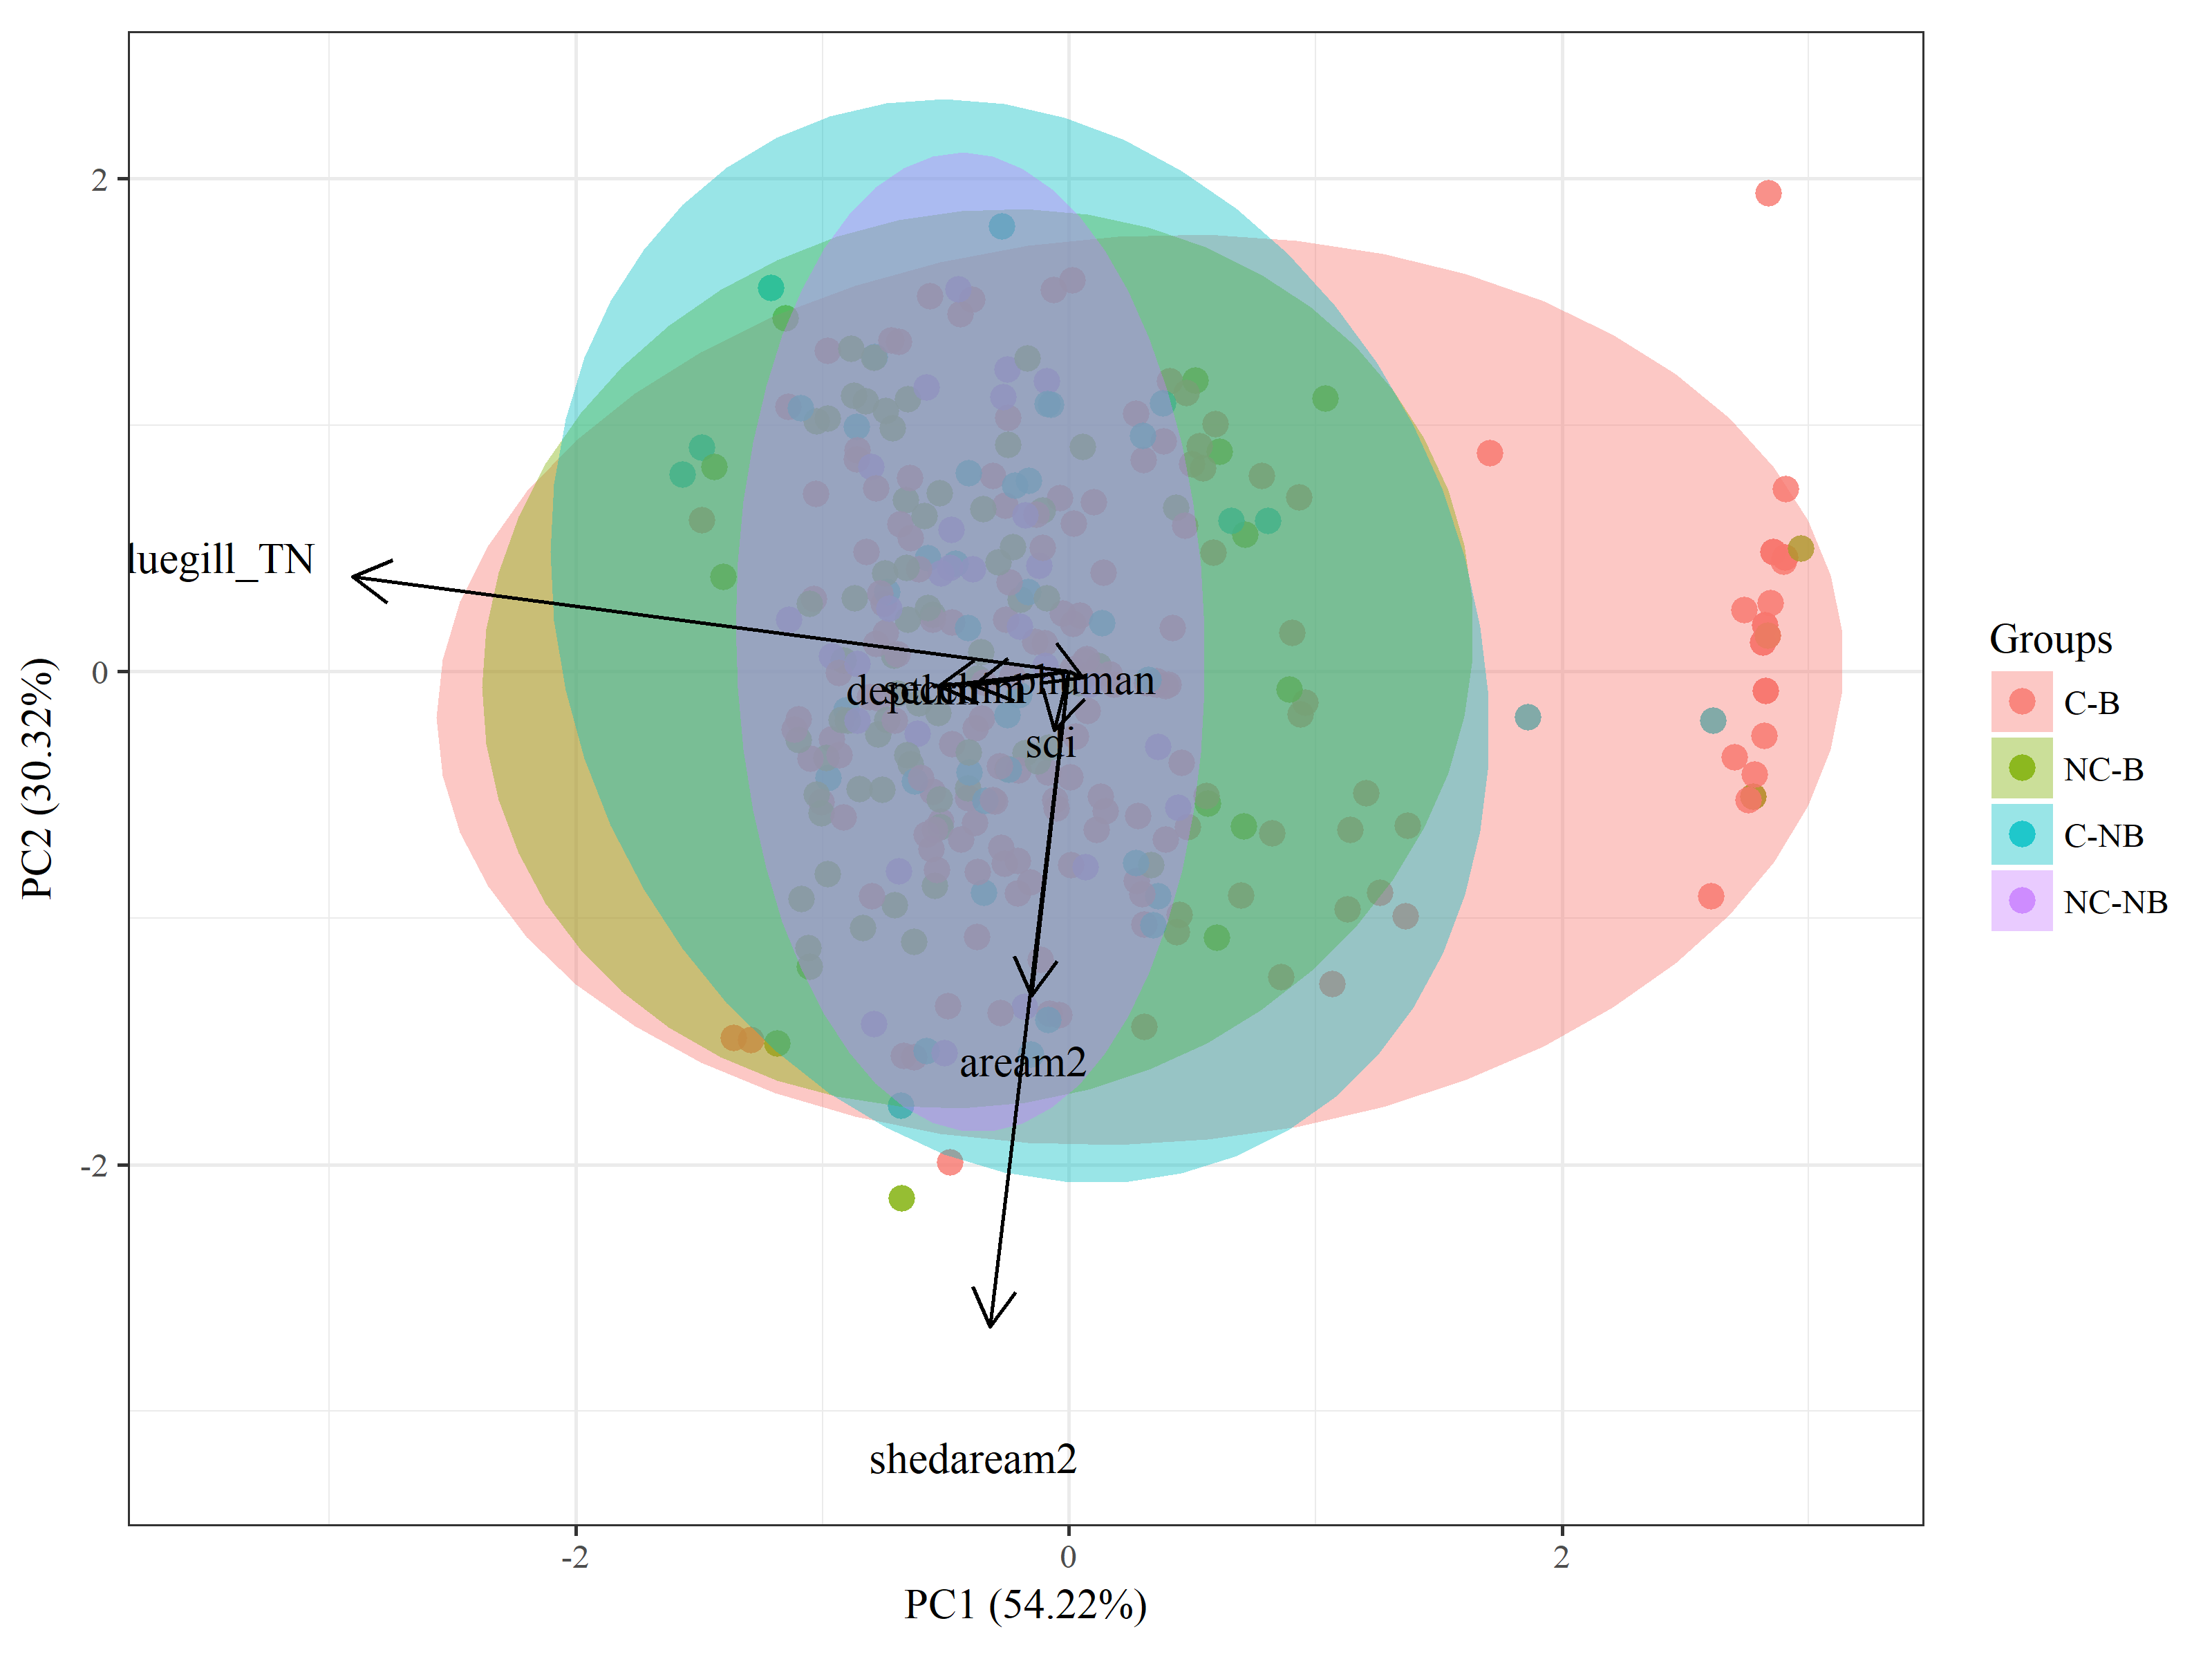 2
0
-2
PC2 (30.32%)
luegill_TN
sdi
aream2
shedaream2
-2
0
2
PC1 (54.22%)
Groups
C-B
NC-B
C-NB
NC-NB